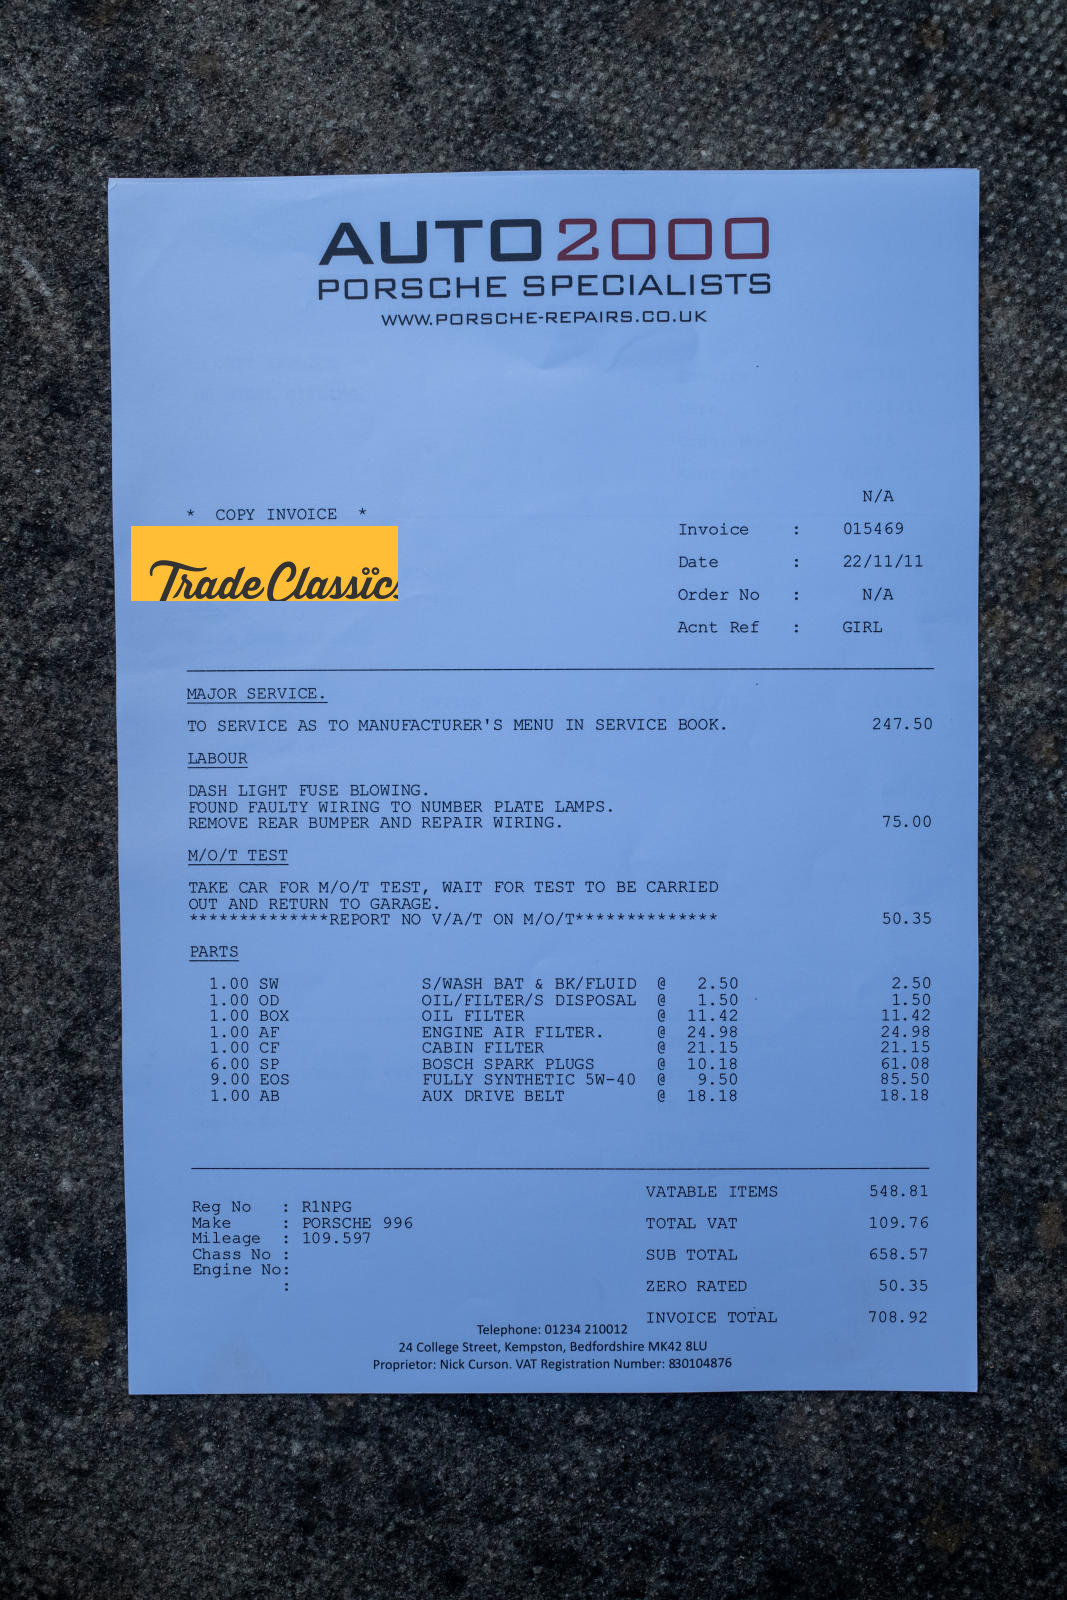 AUTO 2000
PORSCHE SPECIALISTS
WWW.PORSCHE-REPAIRS.CO.UK
N/A
* COPY INVOICE *
Trade Classics
Invoice : 015469
Date : 22/11/11
Order No : N/A
Acnt Ref : GIRL
MAJOR SERVICE.
TO SERVICE AS TO MANUFACTURER'S MENU IN SERVICE BOOK. 247.50
LABOUR
DASH LIGHT FUSE BLOWING.
FOUND FAULTY WIRING TO NUMBER PLATE LAMPS.
REMOVE REAR BUMPER AND REPAIR WIRING. 75.00
M/O/T TEST
TAKE CAR FOR M/O/T TEST, WAIT FOR TEST TO BE CARRIED
OUT AND RETURN TO GARAGE.
**************REPORT NO V/A/T ON M/O/T************** 50.35
PARTS
1.00 SW S/WASH BAT & BK/FLUID @ 2.50 2.50
1.00 OD OIL/FILTER/S DISPOSAL @ 1.50 1.50
1.00 BOX OIL FILTER @ 11.42 11.42
1.00 AF ENGINE AIR FILTER. @ 24.98 24.98
1.00 CF CABIN FILTER @ 21.15 21.15
6.00 SP BOSCH SPARK PLUGS @ 10.18 61.08
9.00 EOS FULLY SYNTHETIC 5W-40 @ 9.50 85.50
1.00 AB AUX DRIVE BELT @ 18.18 18.18
Reg No : R1NPG
Make : PORSCHE 996
Mileage : 109.597
Chass No :
Engine No:
:
VATABLE ITEMS 548.81
TOTAL VAT 109.76
SUB TOTAL 658.57
ZERO RATED 50.35
INVOICE TOTAL 708.92
Telephone: 01234 210012
24 College Street, Kempston, Bedfordshire MK42 8LU
Proprietor: Nick Curson. VAT Registration Number: 830104876